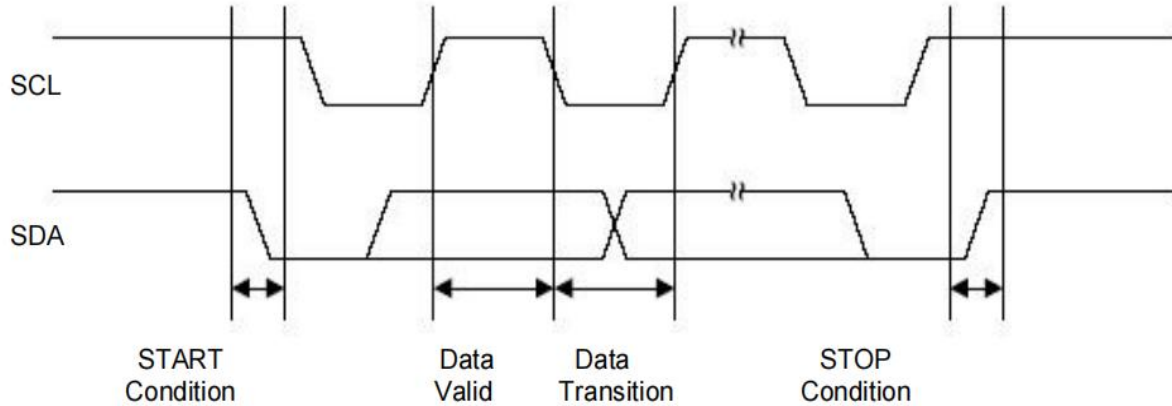 SCL
SDA
START
Condition
Data
Valid
Data
Transition
STOP
Condition